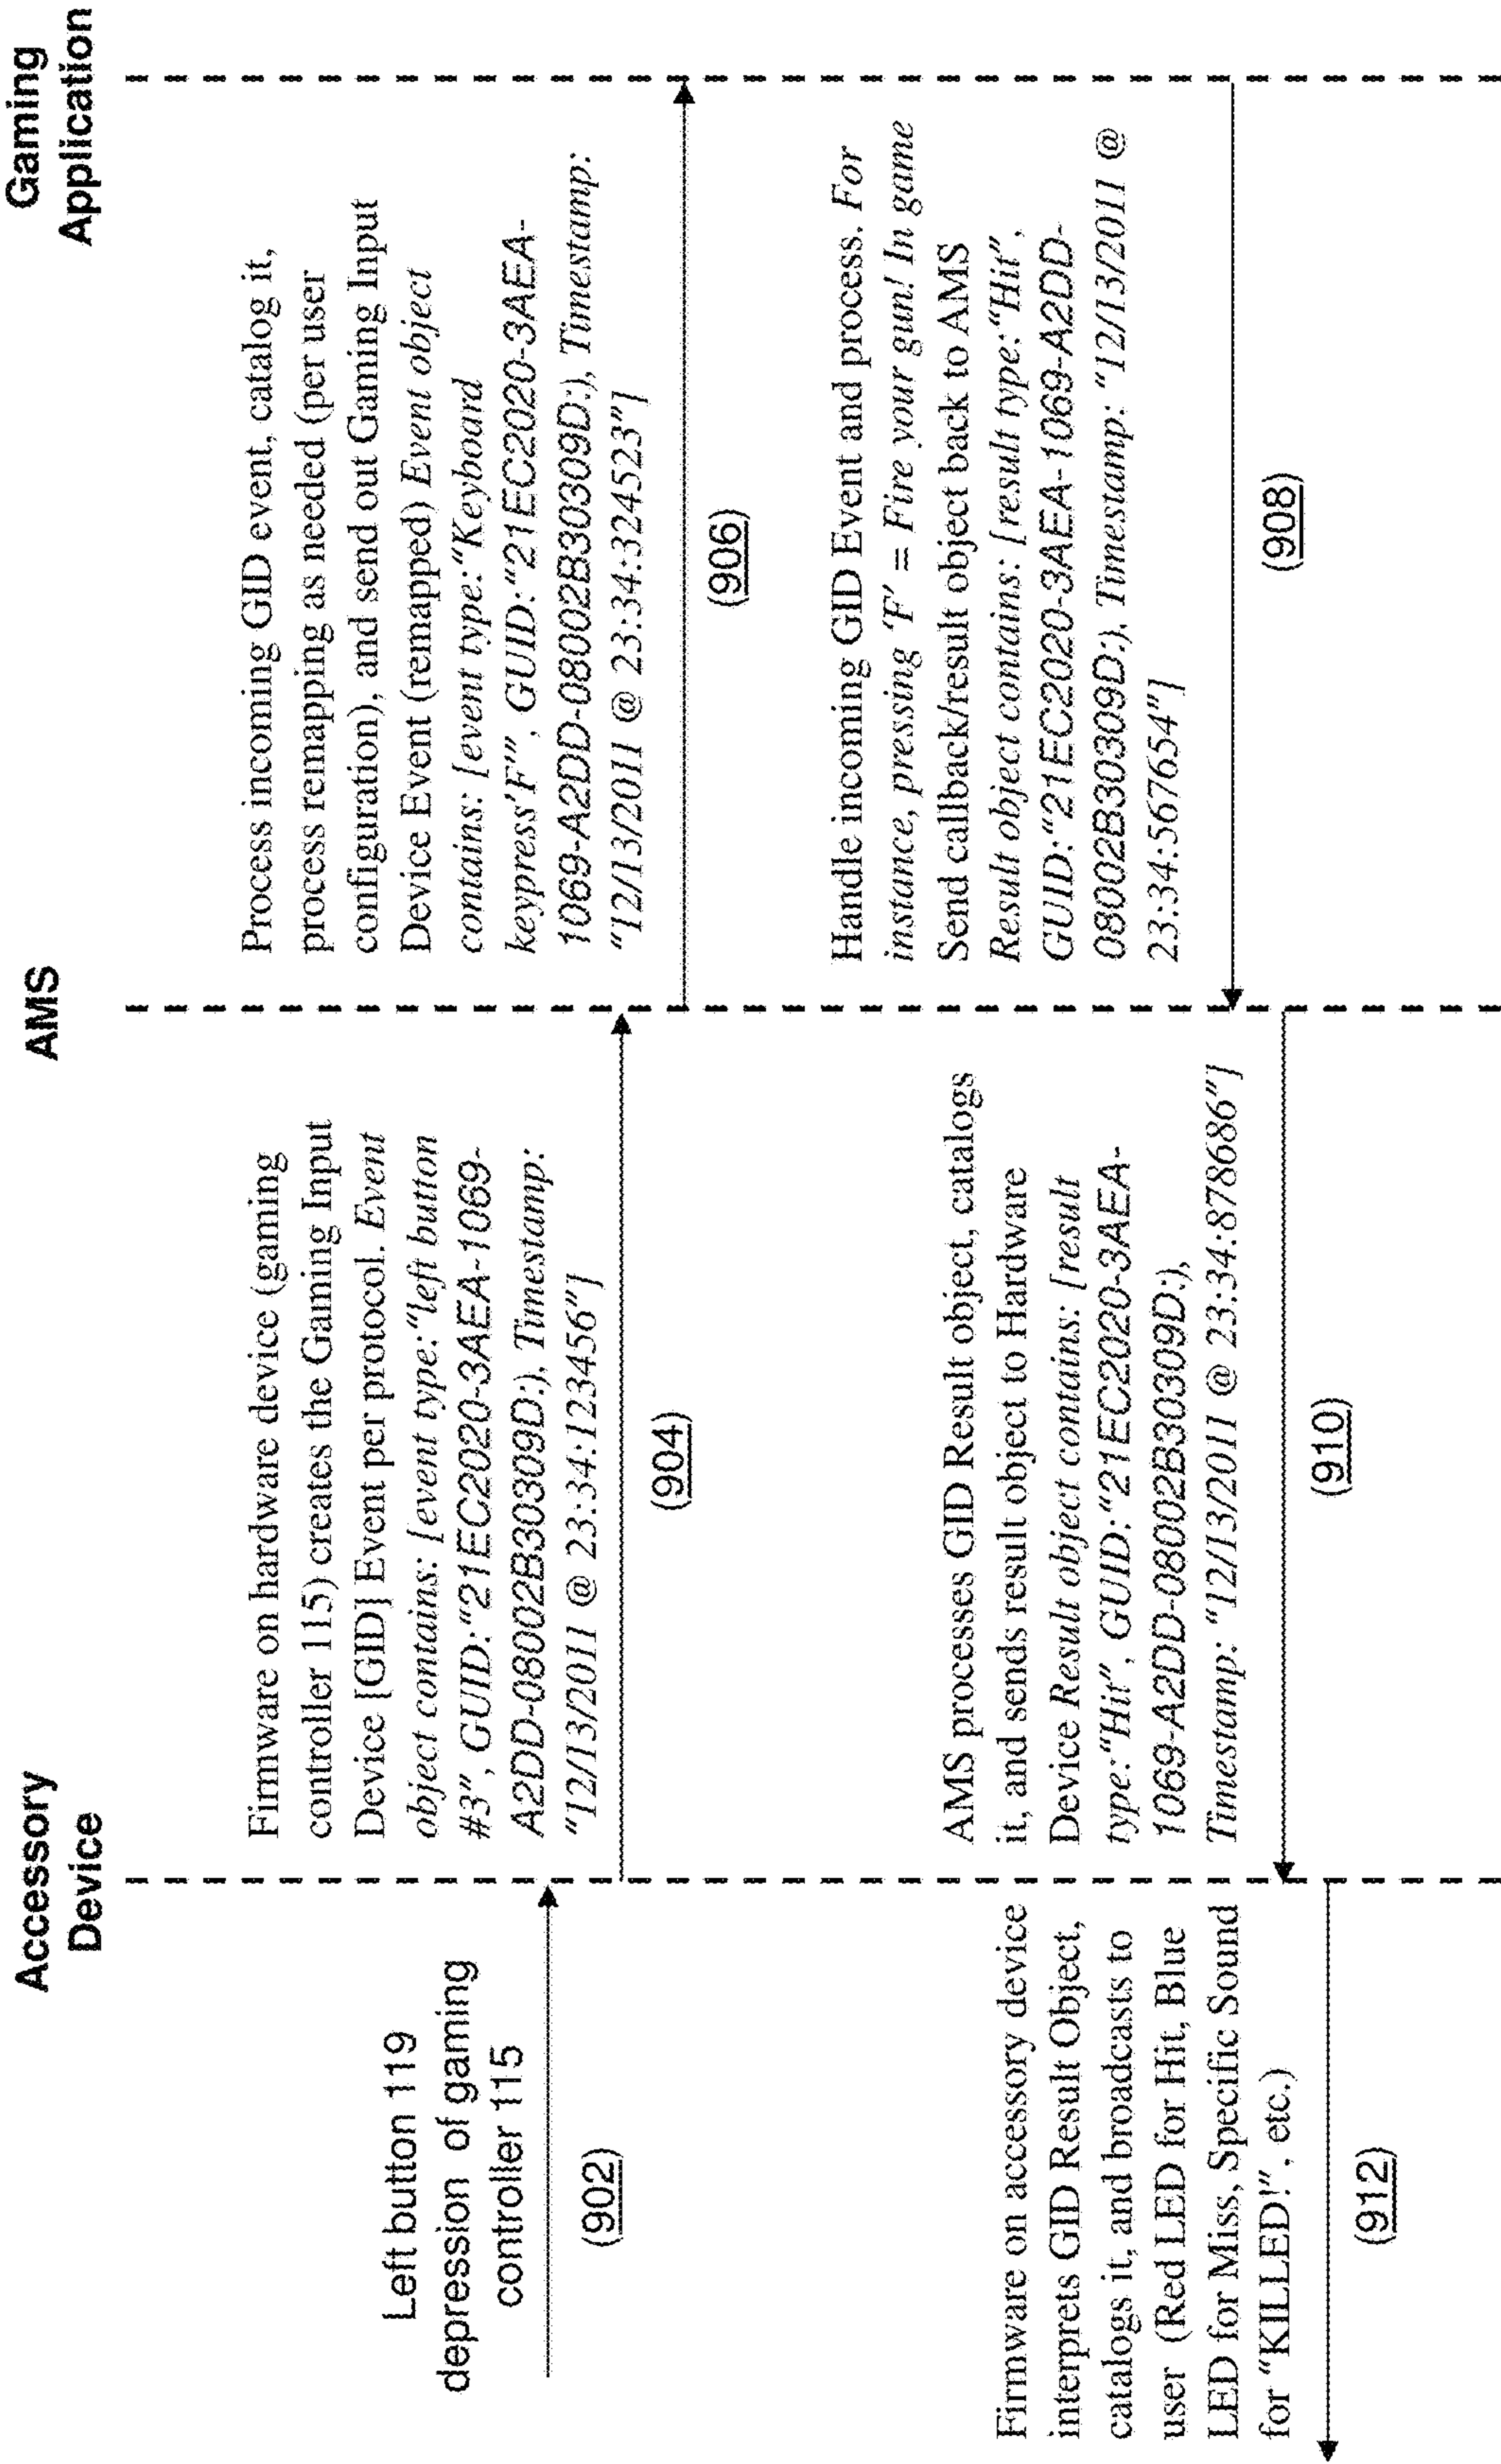 Accessory
Device
AMS
Gaming
Application
Left button 119
depression of gaming
controller 115
(902)
Firmware on hardware device (gaming
controller 115) creates the Gaming Input
Device [GID] Event per protocol. Event
object contains: [event type:"left button
#3", GUID:"21EC2020-3AEA-1069-
A2DD-08002B30309D:), Timestamp:
"12/13/2011 @ 23:34:123456"]
(904)
Process incoming GID event, catalog it,
process remapping as needed (per user
configuration), and send out Gaming Input
Device Event (remapped) Event object
contains: [event type:"Keyboard
keypress'F'", GUID:"21EC2020-3AEA-
1069-A2DD-08002B30309D:), Timestamp:
"12/13/2011 @ 23:34:324523"]
(906)
Handle incoming GID Event and process. For
instance, pressing 'F' = Fire your gun! In game
Send callback/result object back to AMS
Result object contains: [result type:"Hit",
GUID:"21EC2020-3AEA-1069-A2DD-
08002B30309D:), Timestamp: "12/13/2011 @
23:34:567654"]
(908)
AMS processes GID Result object, catalogs
it, and sends result object to Hardware
Device Result object contains: [result
type:"Hit", GUID:"21EC2020-3AEA-
1069-A2DD-08002B30309D:),
Timestamp: "12/13/2011 @ 23:34:878686"]
(910)
Firmware on accessory device
interprets GID Result Object,
catalogs it, and broadcasts to
user (Red LED for Hit, Blue
LED for Miss, Specific Sound
for "KILLED!", etc.)
(912)